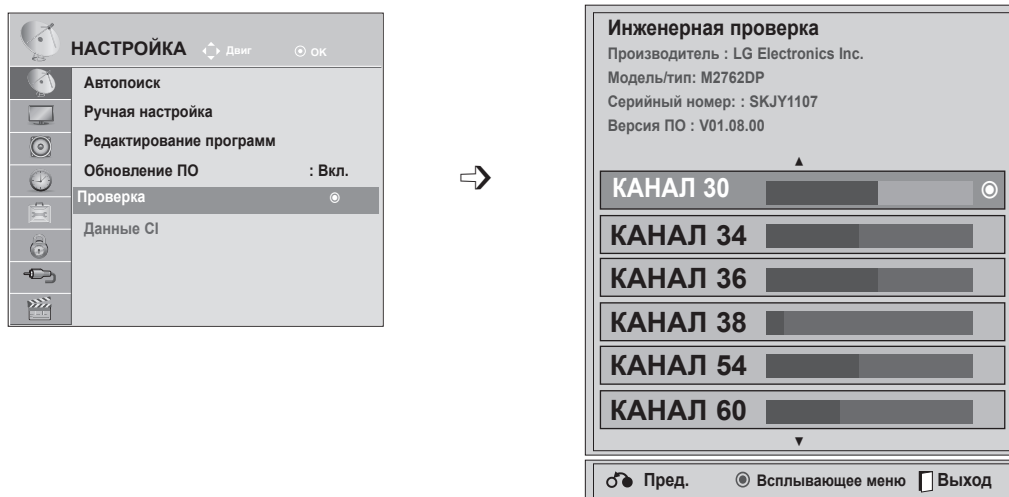 НАСТРОЙКА Двиг ОК
Автопоиск
Ручная настройка
Редактирование программ
Обновление ПО : Вкл.
Проверка
Данные CI
Инженерная проверка
Производитель : LG Electronics Inc.
Модель/тип: M2762DP
Серийный номер: : SKJY1107
Версия ПО : V01.08.00
КАНАЛ 30
КАНАЛ 34
КАНАЛ 36
КАНАЛ 38
КАНАЛ 54
КАНАЛ 60
Пред. Всплывающее меню Выход